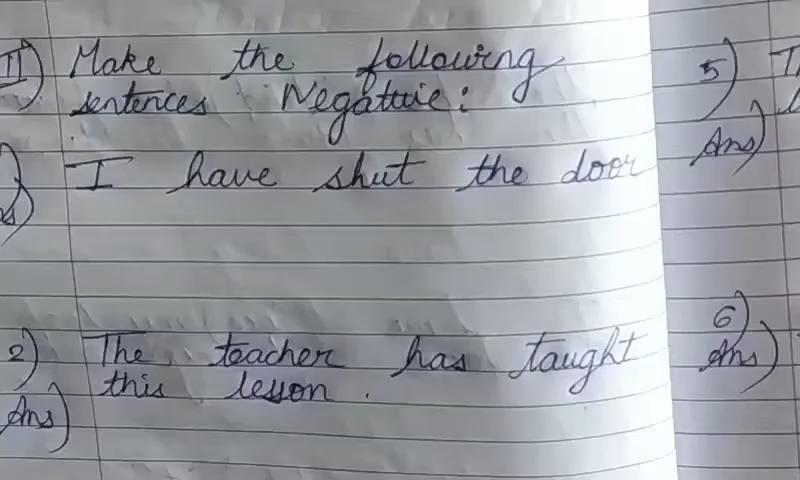 II) Make the following
sentences Negative:
I have shut the door
2) The teacher has taught
this lesson.
Ans)
5)
Ans)
6)
Ans)